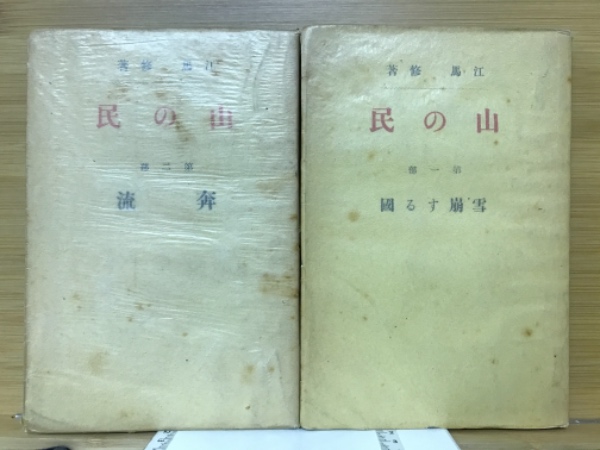 江馬修著
山の民
第一部
雪崩する國
江馬修著
山の民
第二部
奔流